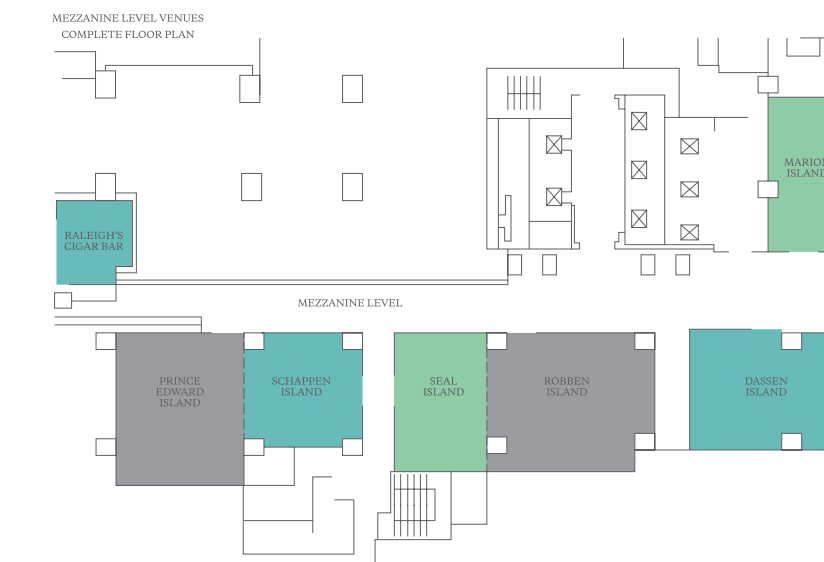 MEZZANINE LEVEL VENUES
COMPLETE FLOOR PLAN
ISLAND
RALEIGH'S
CIGAR BAR
MEZZANINE LEVEL
PRINCE
EDWARD
ISLAND
SCHAPPEN
ISLAND
SEAL
ISLAND
ROBBEN
ISLAND
DASSEN
ISLAND